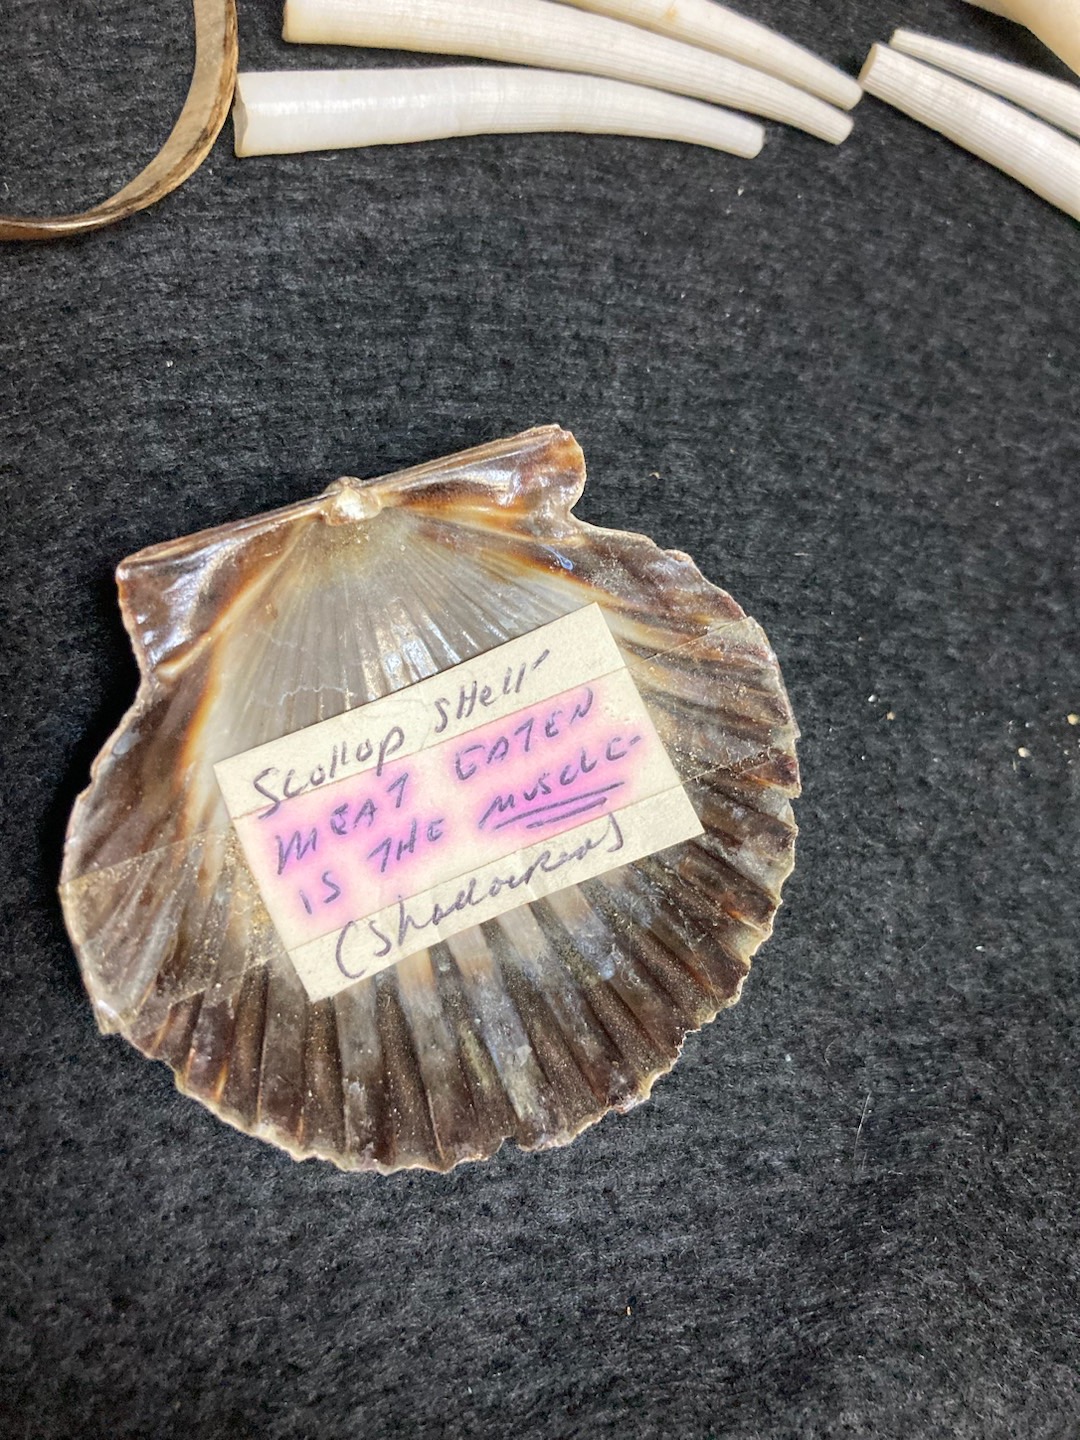 Scollop SHell
MEAT EATEN
IS THE MUSCLE-